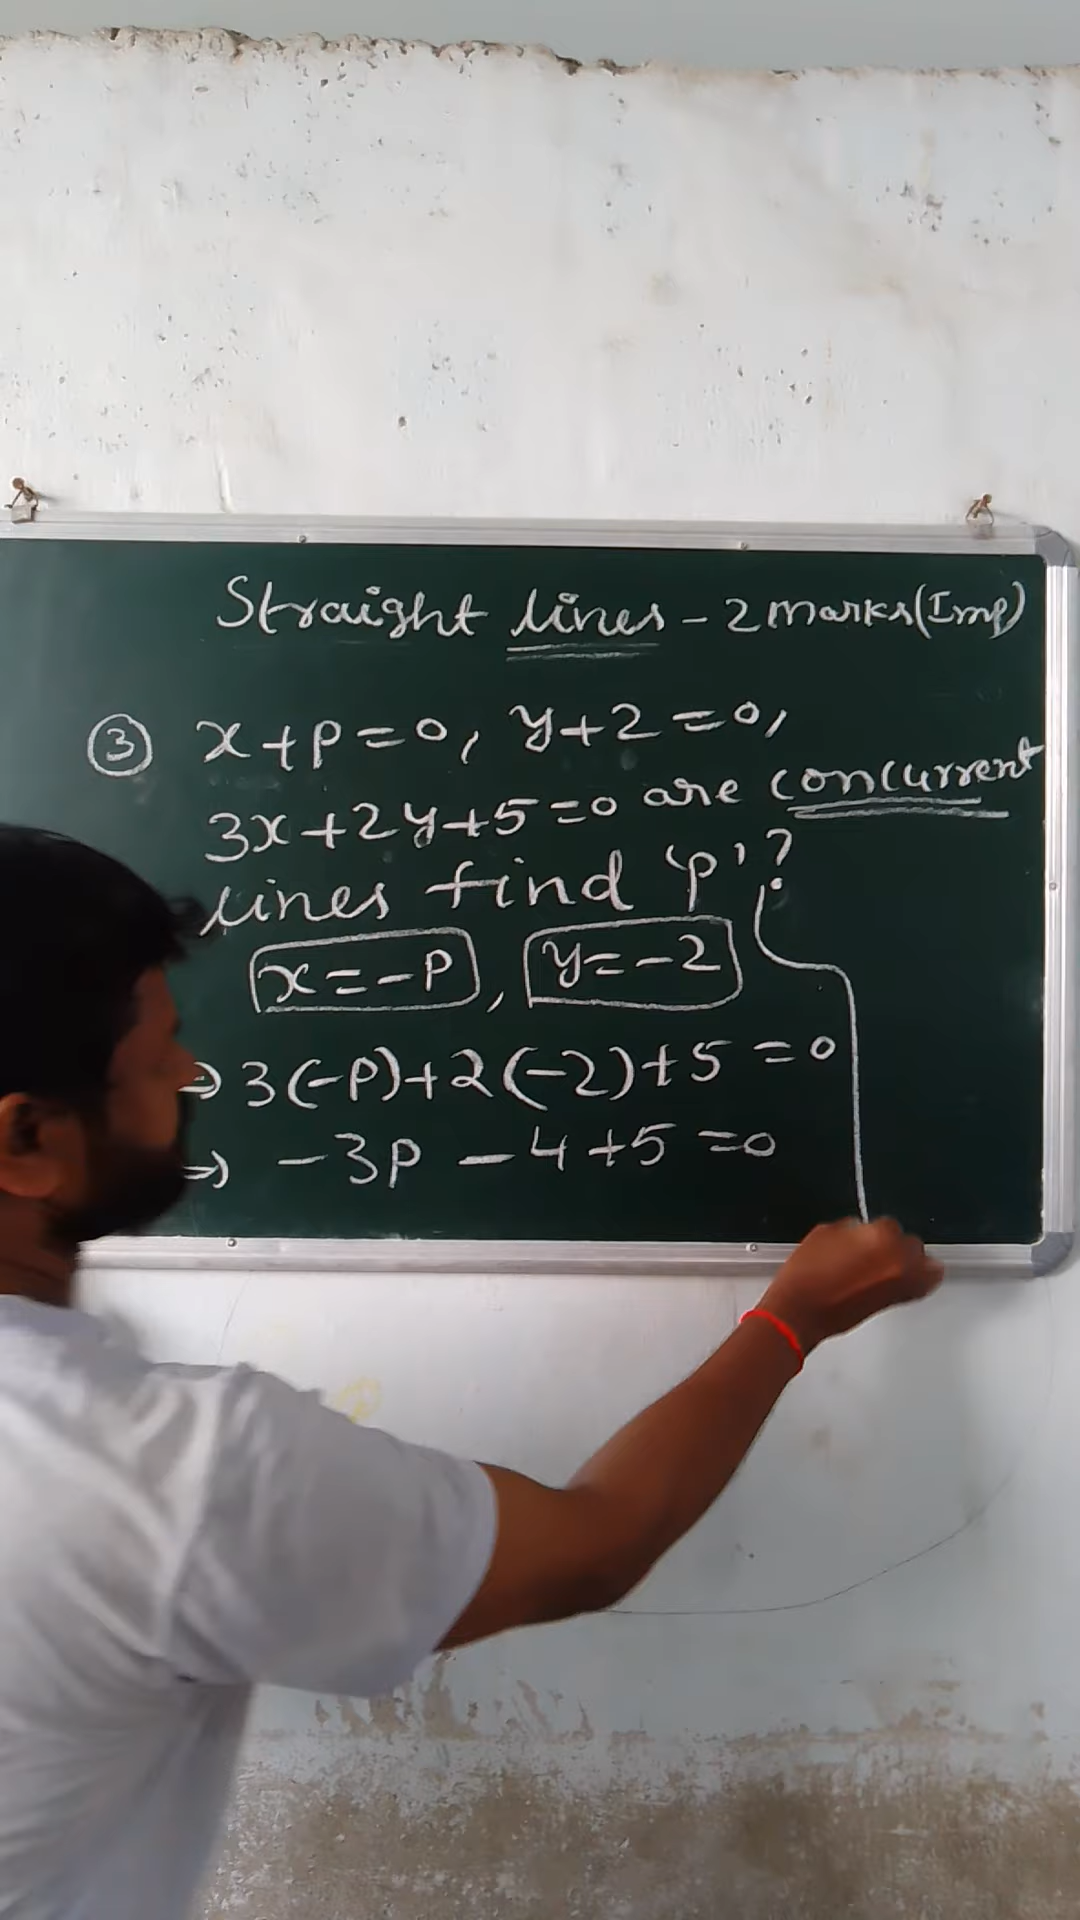 Straight lines - 2 marks (Imp)
③ x+p=0, y+2=0,
3x+2y+5=0 are concurrent
lines find 'p'?
x=-p, y=-2
⇒ 3(-p)+2(-2)+5=0
⇒ -3p-4+5=0